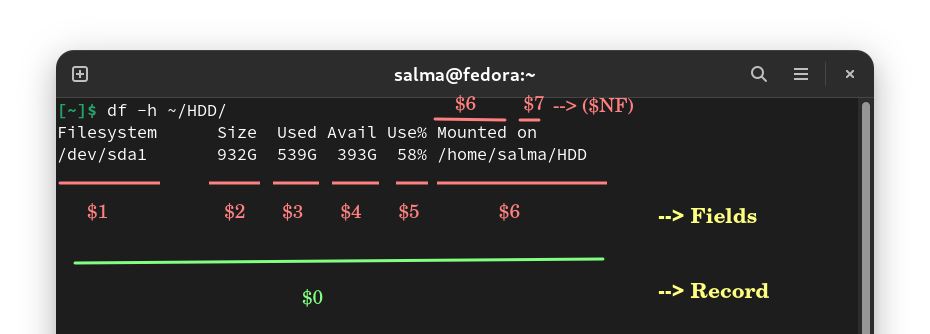 salma@fedora:~
[~]$ df -h ~/HDD/
$6 $7 --> ($NF)
Filesystem Size Used Avail Use% Mounted on
/dev/sda1 932G 539G 393G 58% /home/salma/HDD
$1 $2 $3 $4 $5 $6 --> Fields
$0 --> Record